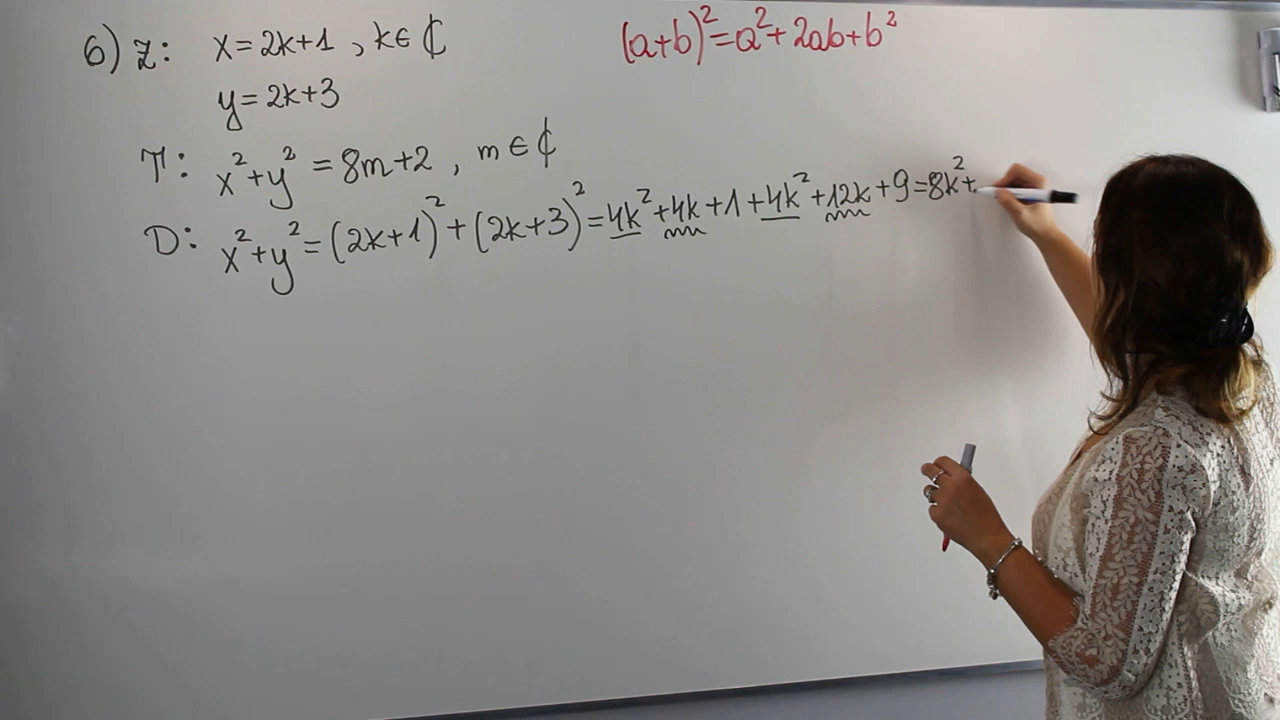 6) Z: x=2k+1, k∈ℂ
(a+b)²=a²+2ab+b²
y=2k+3
T: x²+y²=8m+2, m∈ℂ
D: x²+y²=(2k+1)²+(2k+3)²=4k²+4k+1+4k²+12k+9=8k²+